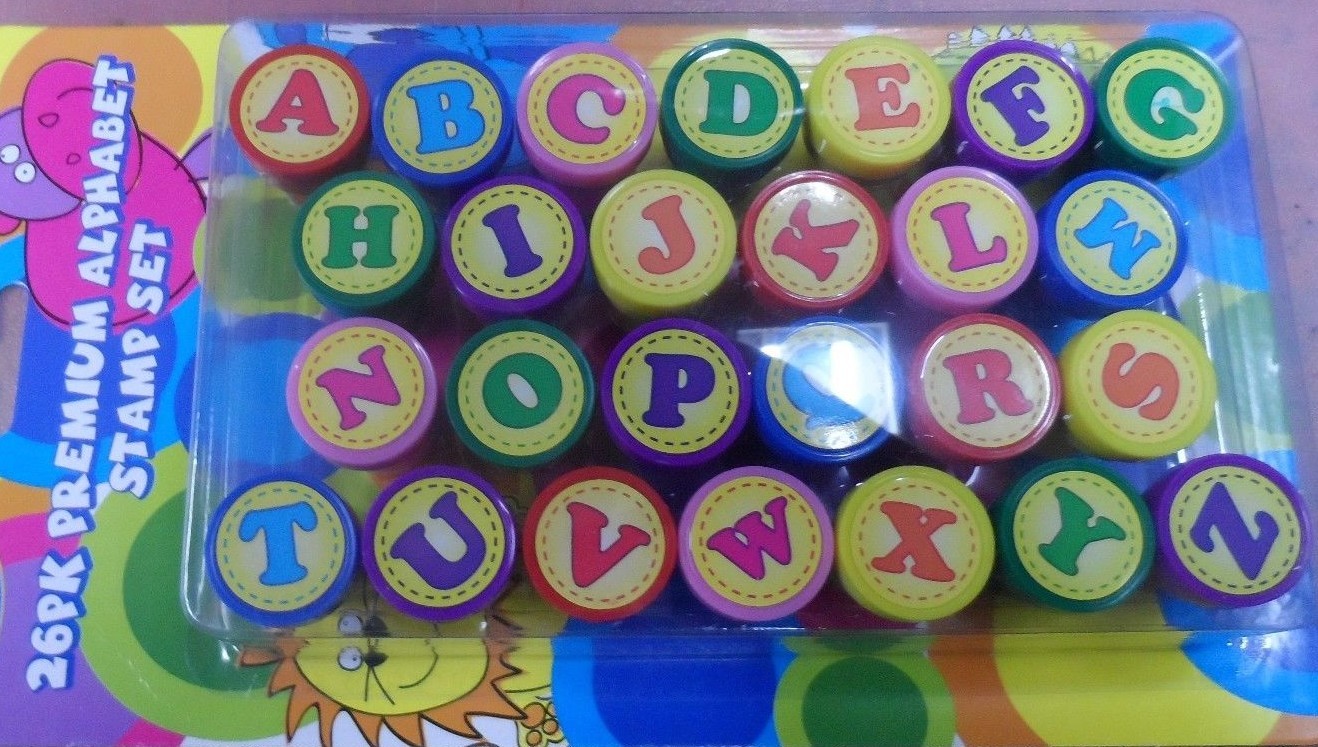 26PK PREMIUM ALPHABET
STAMP SET
A B C D E F G
H I J K L M
N O P R S
T U V W X Y Z